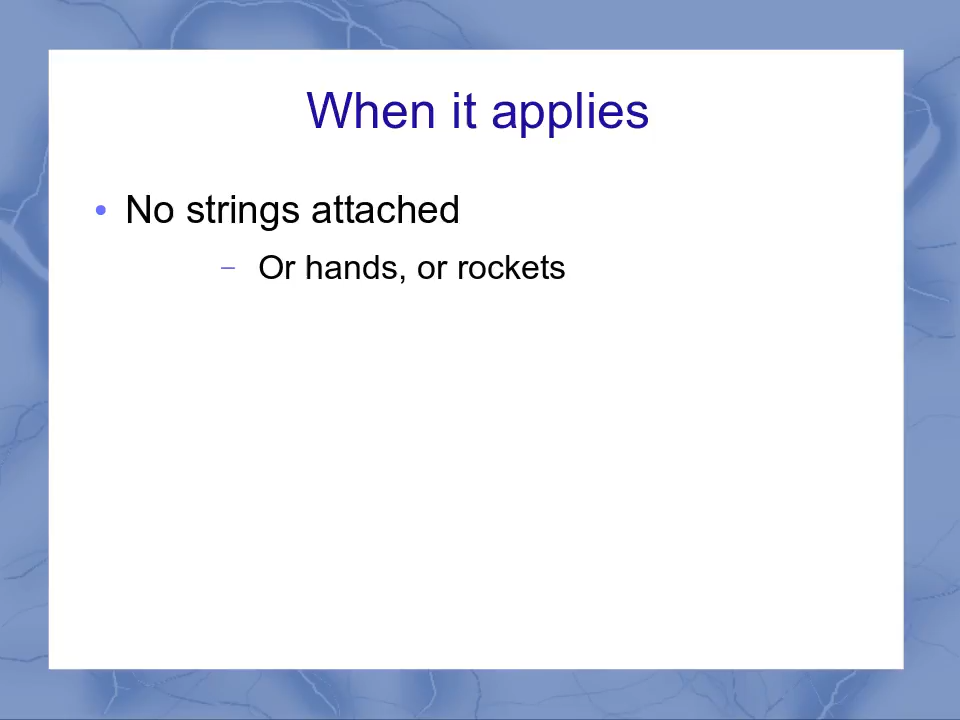 When it applies
• No strings attached
– Or hands, or rockets